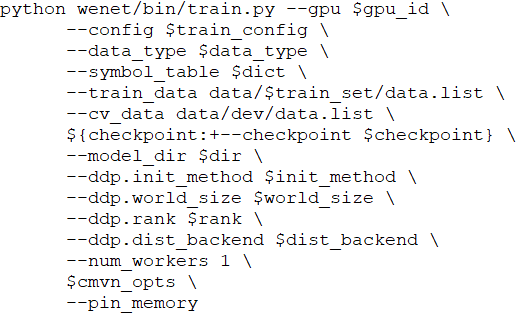 python wenet/bin/train.py --gpu $gpu_id \
--config $train_config \
--data_type $data_type \
--symbol_table $dict \
--train_data data/$train_set/data.list \
--cv_data data/dev/data.list \
${checkpoint:+--checkpoint $checkpoint} \
--model_dir $dir \
--ddp.init_method $init_method \
--ddp.world_size $world_size \
--ddp.rank $rank \
--ddp.dist_backend $dist_backend \
--num_workers 1 \
$cmvn_opts \
--pin_memory